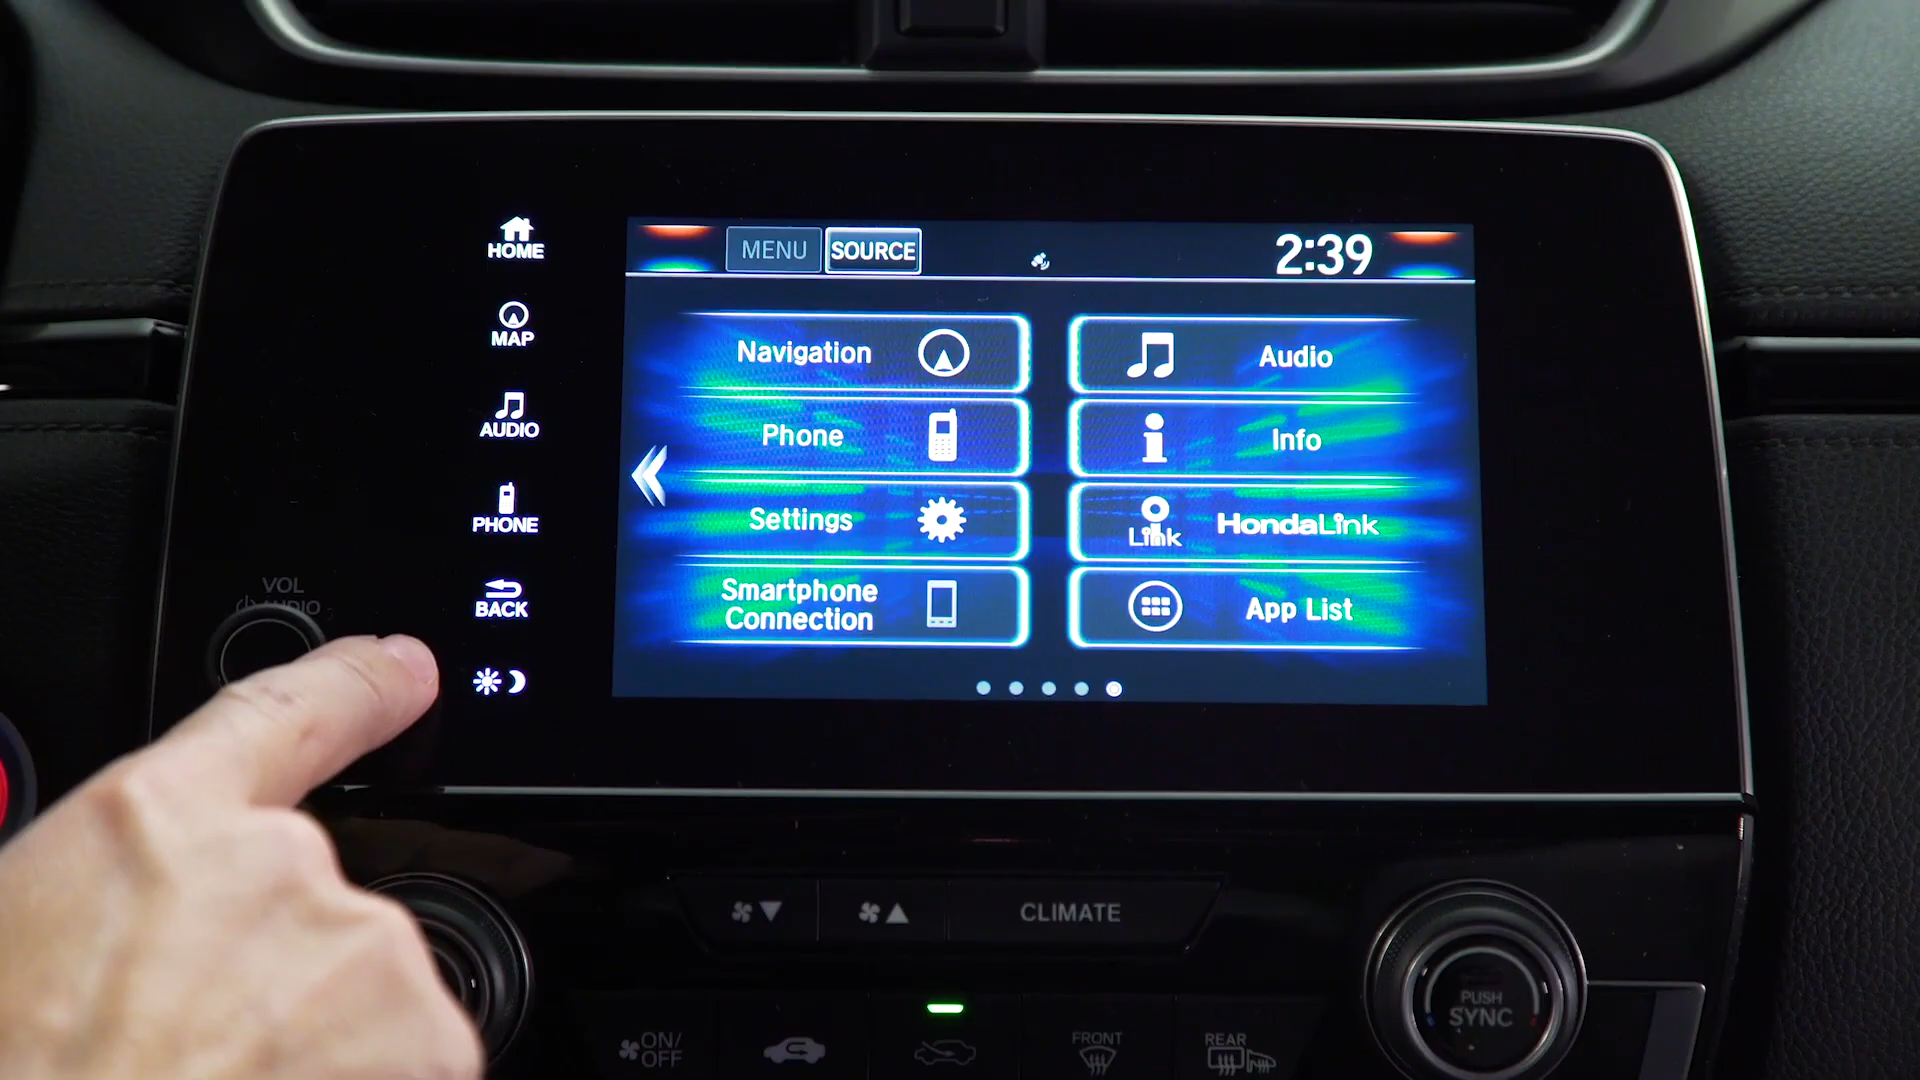 HOME
MAP
AUDIO
PHONE
BACK
VOL
AUDIO
MENU SOURCE 2:39
Navigation Audio
Phone Info
Settings Link HondaLink
Smartphone
Connection
App List
CLIMATE
ON/
OFF
FRONT
REAR
PUSH
SYNC